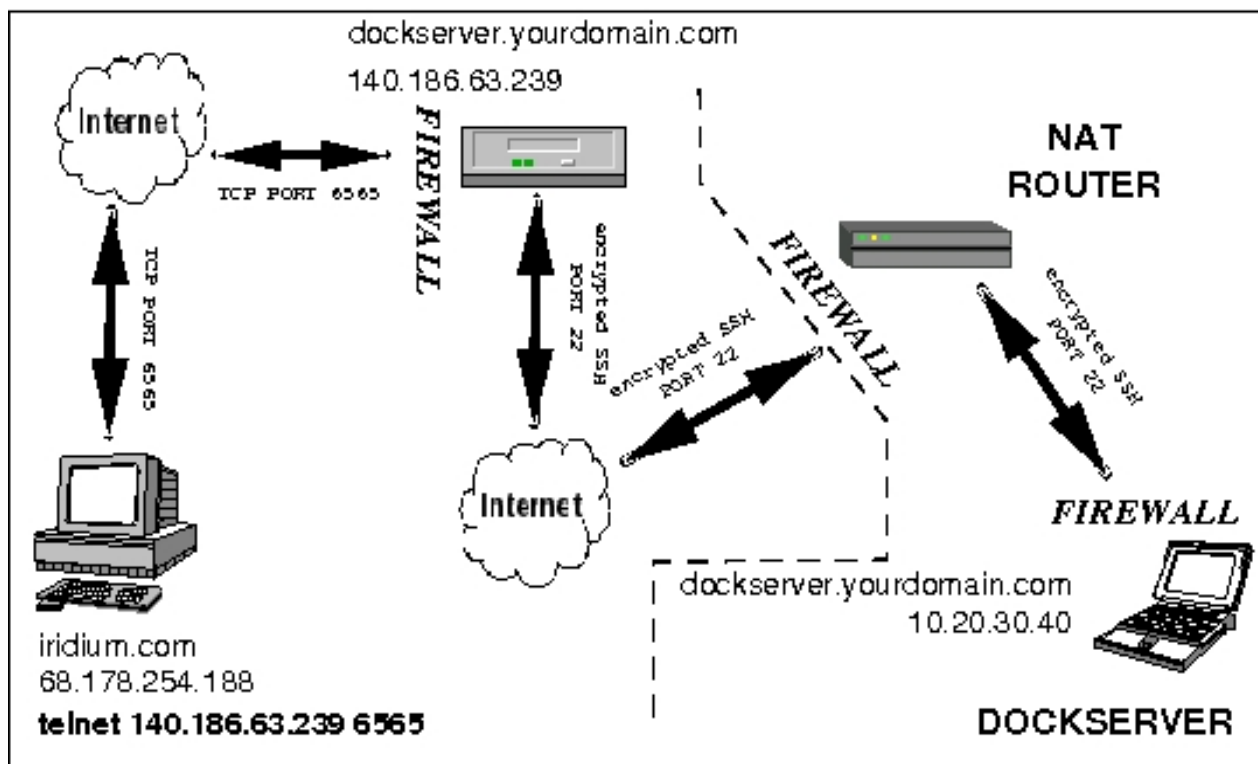 dockserver.yourdomain.com
140.186.63.239
Internet
TCP PORT 6565
FIREWALL
NAT
ROUTER
TCP PORT 6565
encrypted SSH
PORT 22
FIREWALL
encrypted SSH
PORT 22
encrypted SSH
PORT 22
Internet
FIREWALL
dockserver.yourdomain.com
10.20.30.40
iridium.com
68.178.254.188
telnet 140.186.63.239 6565
DOCKSERVER